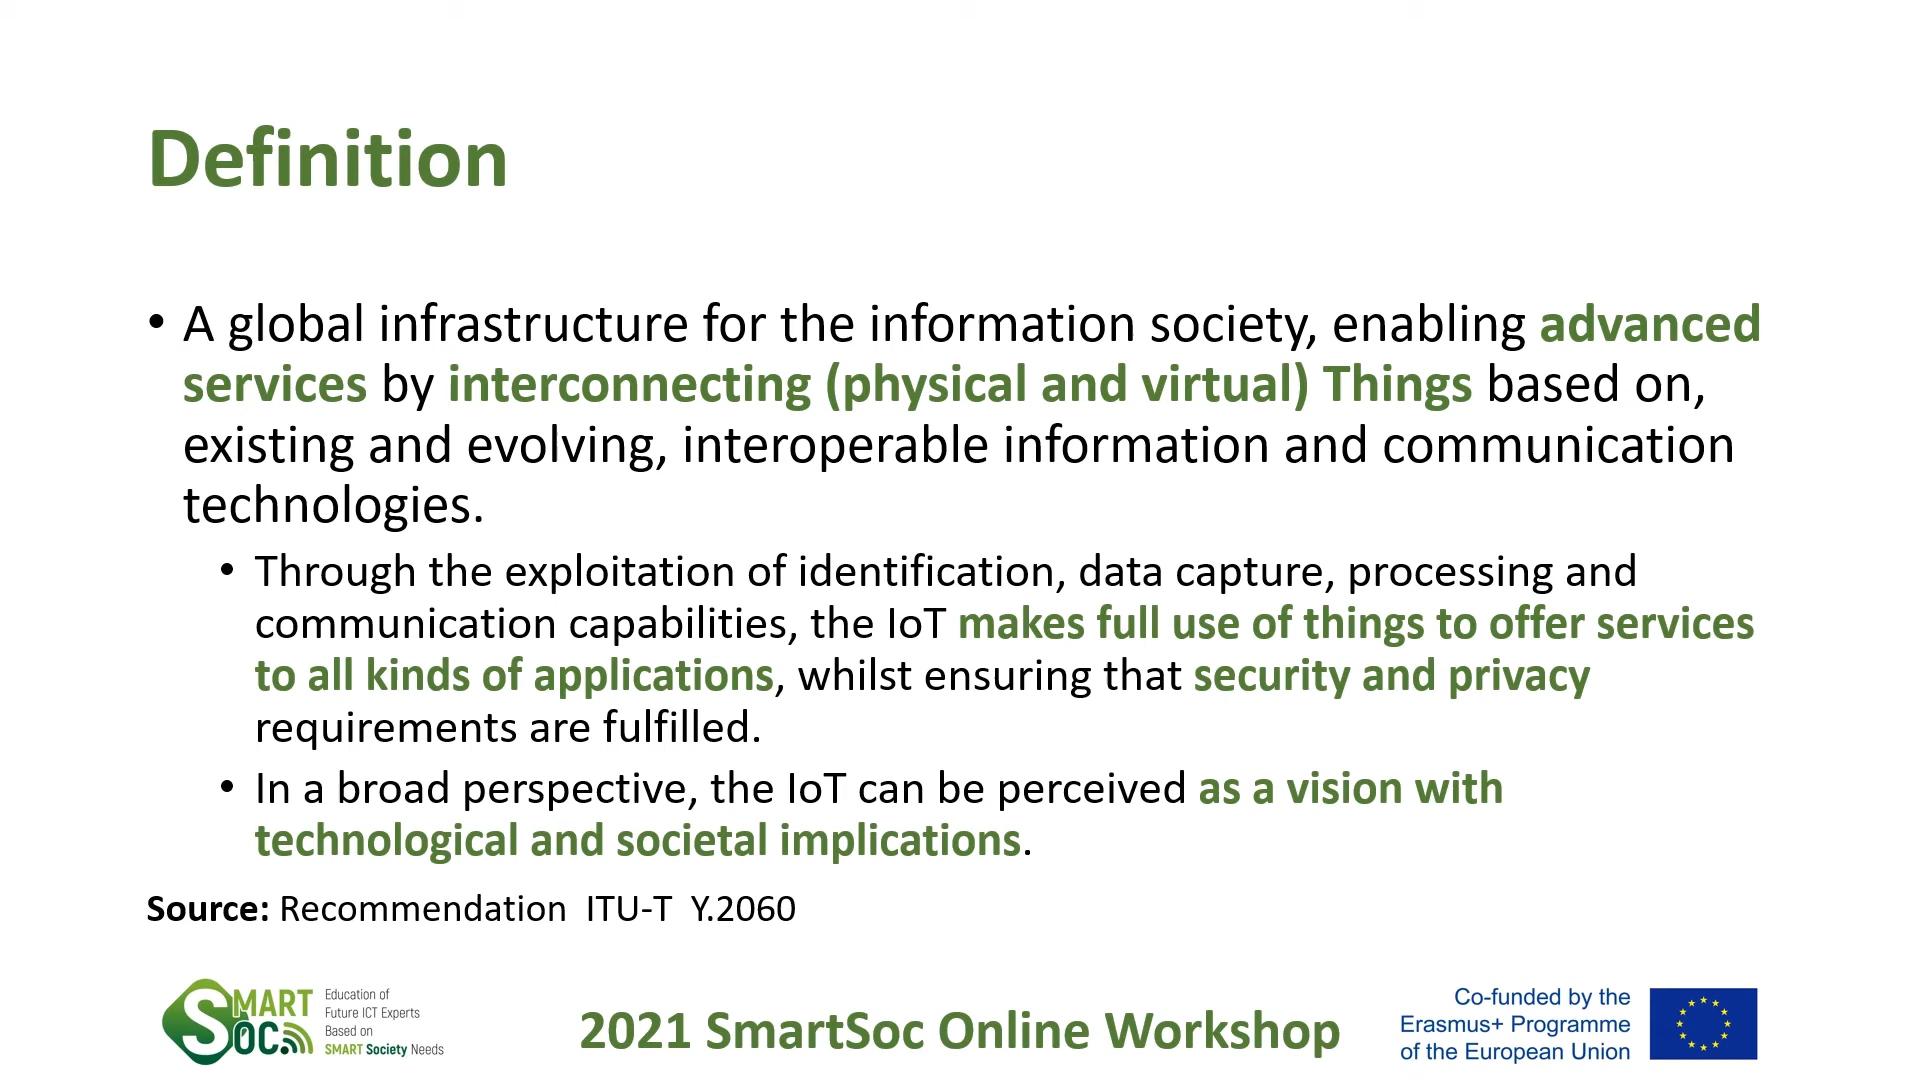 Definition
• A global infrastructure for the information society, enabling advanced
services by interconnecting (physical and virtual) Things based on,
existing and evolving, interoperable information and communication
technologies.
• Through the exploitation of identification, data capture, processing and
communication capabilities, the IoT makes full use of things to offer services
to all kinds of applications, whilst ensuring that security and privacy
requirements are fulfilled.
• In a broad perspective, the IoT can be perceived as a vision with
technological and societal implications.
Source: Recommendation ITU-T Y.2060
SMART
SOC
Education of
Future ICT Experts
Based on
SMART Society Needs
2021 SmartSoc Online Workshop
Co-funded by the
Erasmus+ Programme
of the European Union